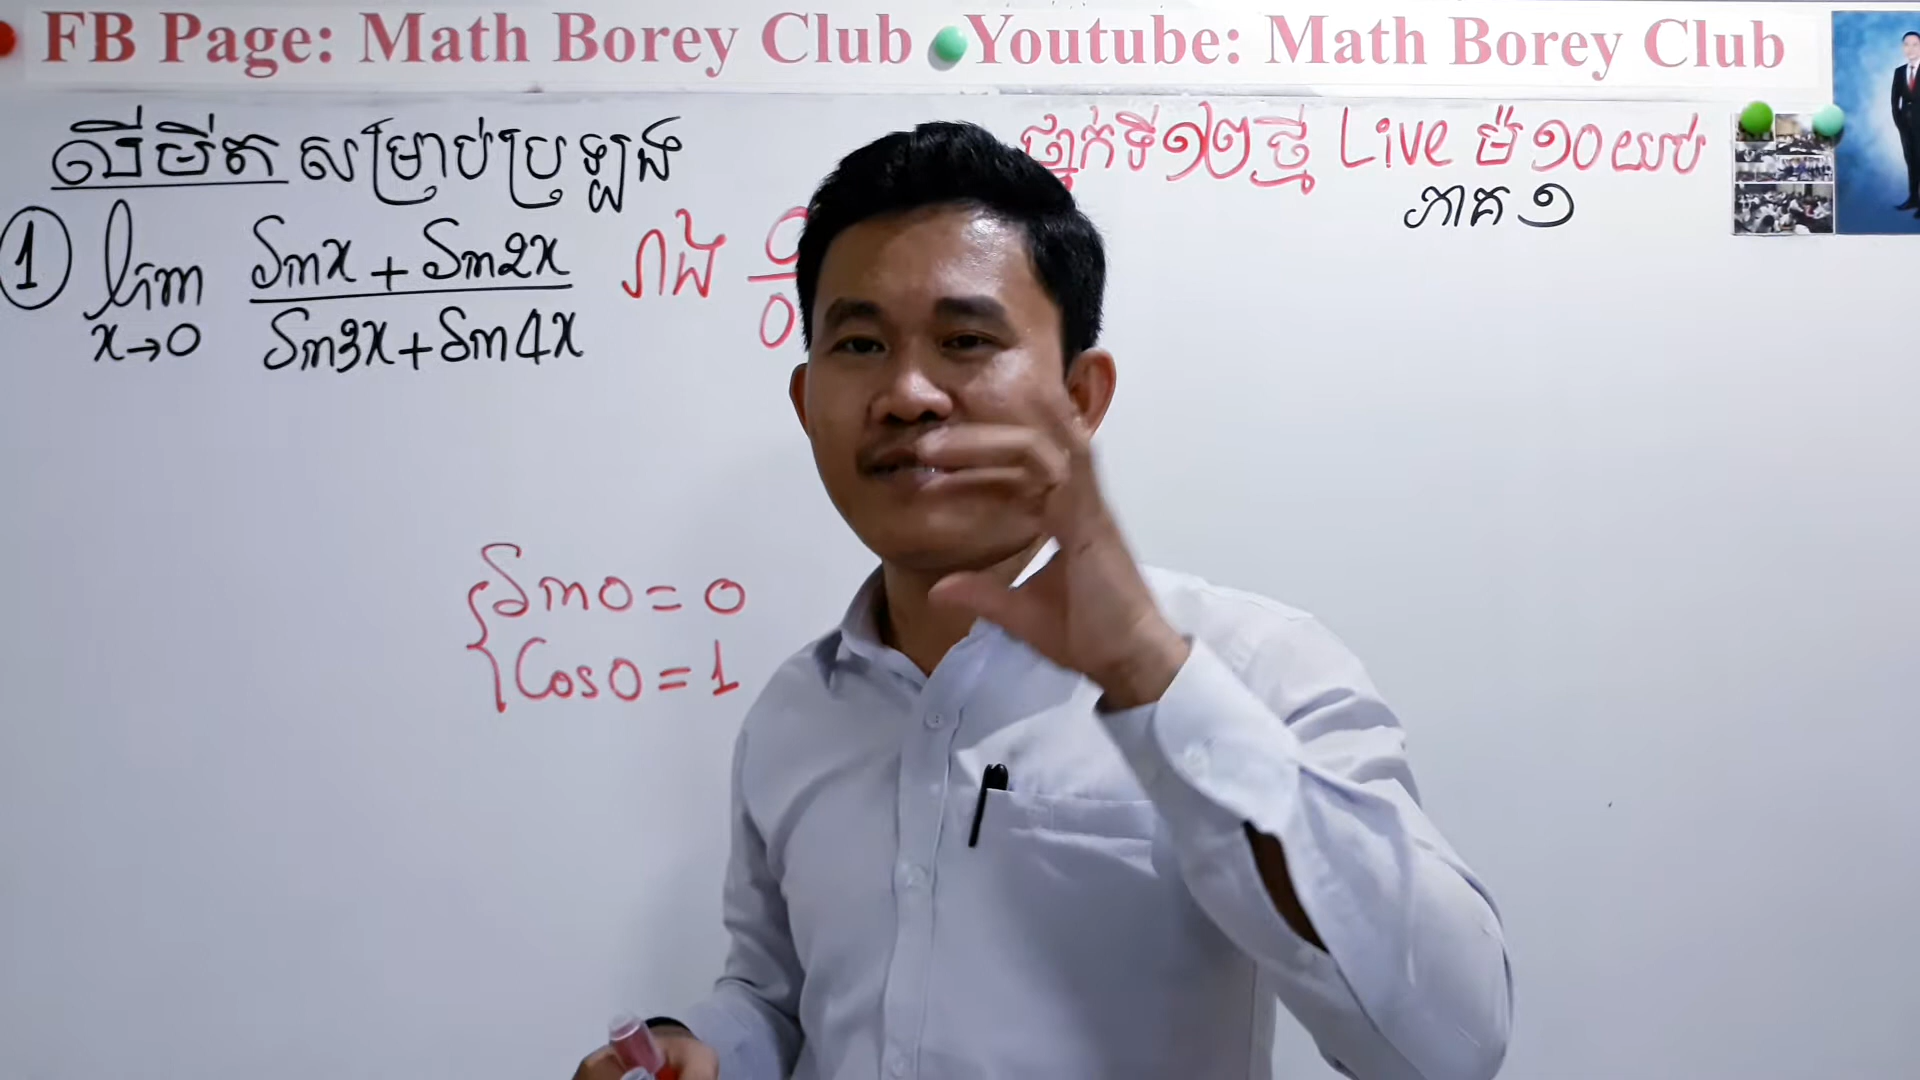 FB Page: Math Borey Club Youtube: Math Borey Club
លីមីត សម្រាប់ប្រឡង
ថ្នាក់ទី១២ថ្មី Live ម៉ ១០យប់
ភាគ ១
1 lim x→0 (sinx + sin2x)/(sin3x + sin4x) រាង 0/0
sin0 = 0
cos0 = 1